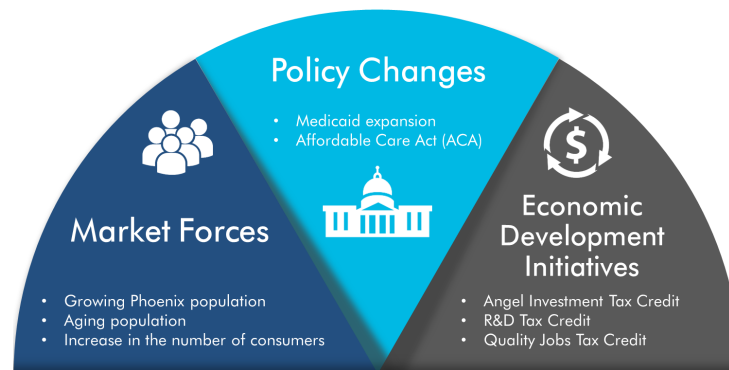 Policy Changes
• Medicaid expansion
• Affordable Care Act (ACA)
Market Forces
• Growing Phoenix population
• Aging population
• Increase in the number of consumers
$
Economic
Development
Initiatives
• Angel Investment Tax Credit
• R&D Tax Credit
• Quality Jobs Tax Credit